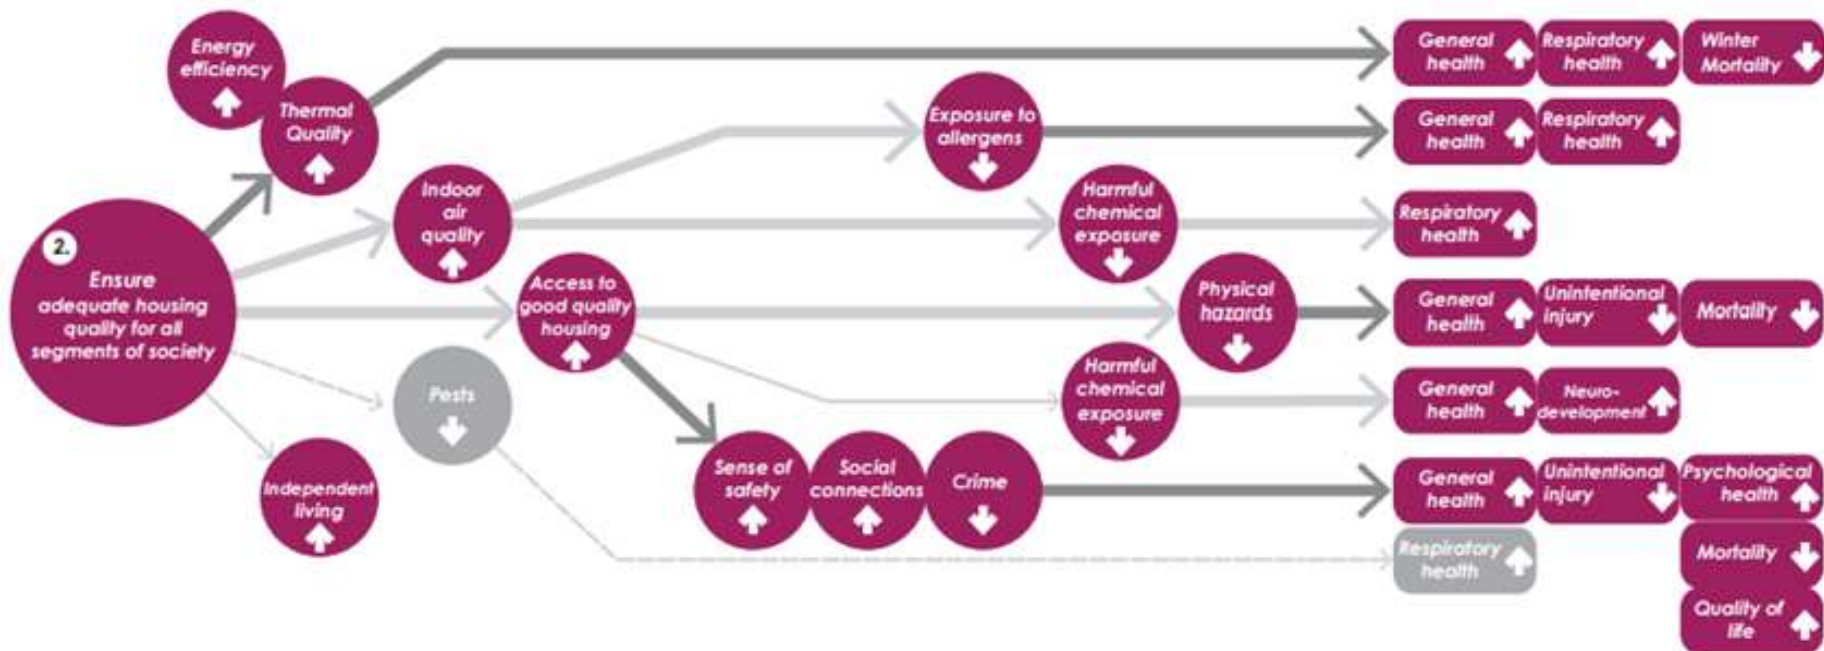 Energy
efficiency
Thermal
Quality
General
health
Respiratory
health
Winter
Mortality
Exposure to
allergens
General
health
Respiratory
health
Indoor
air
quality
Harmful
chemical
exposure
Respiratory
health
2.
Ensure
adequate housing
quality for all
segments of society
Access to
good quality
housing
Physical
hazards
General
health
Unintentional
injury
Mortality
Pests
Harmful
chemical
exposure
General
health
Neuro-
development
Independent
living
Sense of
safety
Social
connections
Crime
General
health
Unintentional
injury
Psychological
health
Respiratory
health
Mortality
Quality of
life